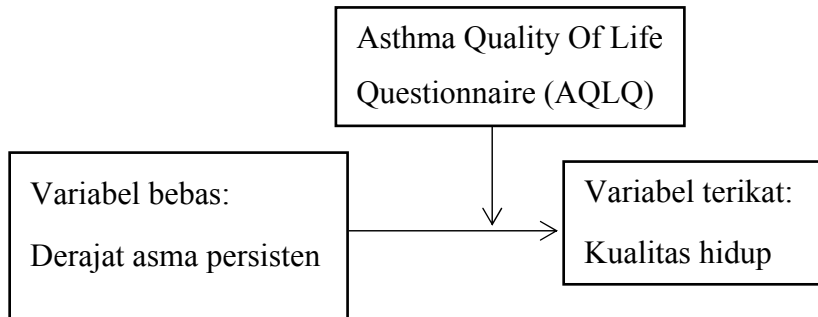 Asthma Quality Of Life
Questionnaire (AQLQ)
Variabel bebas:
Derajat asma persisten
Variabel terikat:
Kualitas hidup